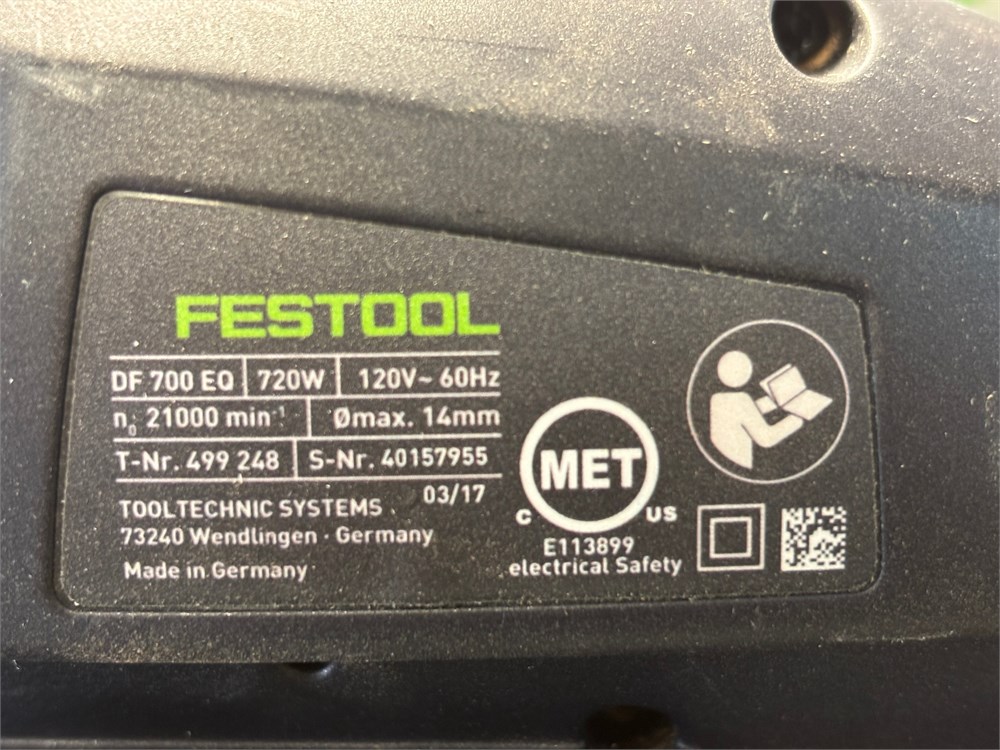 FESTOOL
DF 700 EQ 720W 120V~ 60Hz
n₀ 21000 min⁻¹ Ømax. 14mm
T-Nr. 499 248 S-Nr. 40157955
03/17
TOOLTECHNIC SYSTEMS
73240 Wendlingen · Germany
Made in Germany
MET
C US
E113899
electrical Safety